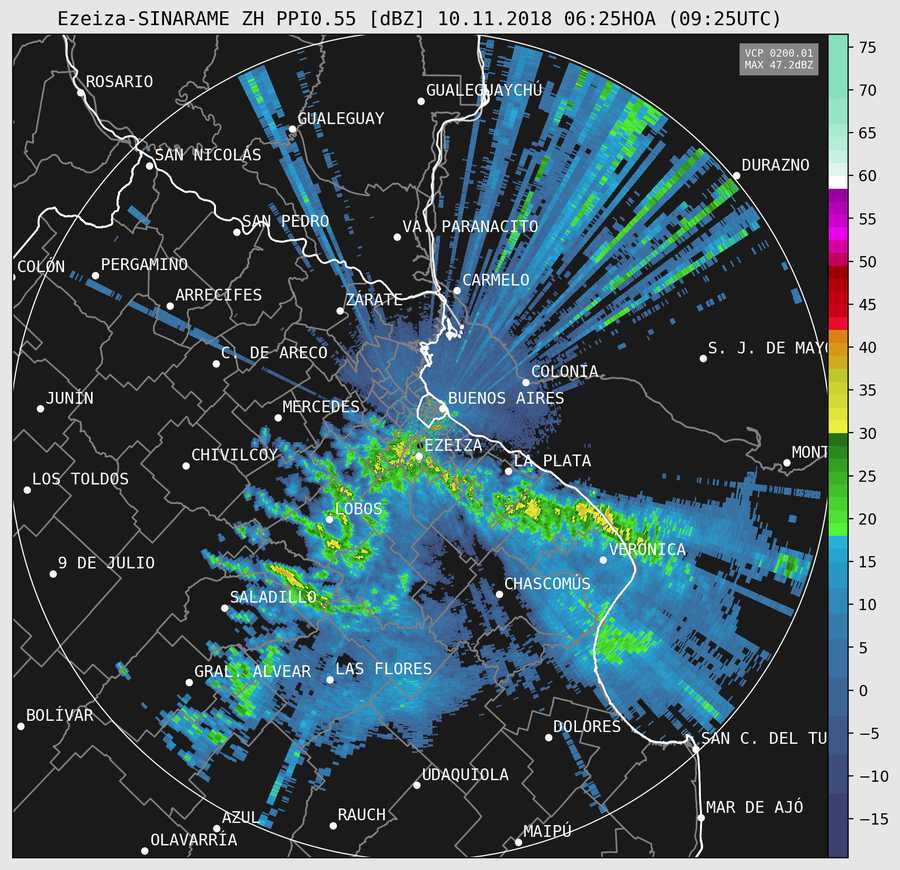 Ezeiza-SINARAME ZH PPI0.55 [dBZ] 10.11.2018 06:25HOA (09:25UTC)
VCP 0200.01
MAX 47.2dBZ
75
70
65
60
55
50
45
40
35
30
25
20
15
10
5
0
−5
−10
−15
ROSARIO
GUALEGUAYCHÚ
GUALEGUAY
SAN NICOLÁS
DURAZNO
SAN PEDRO
VA. PARANACITO
COLÓN
PERGAMINO
CARMELO
ARRECIFES
ZÁRATE
S. J. DE MAYO
C. DE ARECO
COLONIA
JUNÍN
MERCEDES
BUENOS AIRES
EZEIZA
CHIVILCOY
LA PLATA
MONT
LOS TOLDOS
LOBOS
VERÓNICA
9 DE JULIO
CHASCOMÚS
SALADILLO
GRAL. ALVEAR
LAS FLORES
BOLÍVAR
DOLORES
SAN C. DEL TU
UDAQUIOLA
MAR DE AJÓ
AZUL
RAUCH
MAIPÚ
OLAVARRÍA